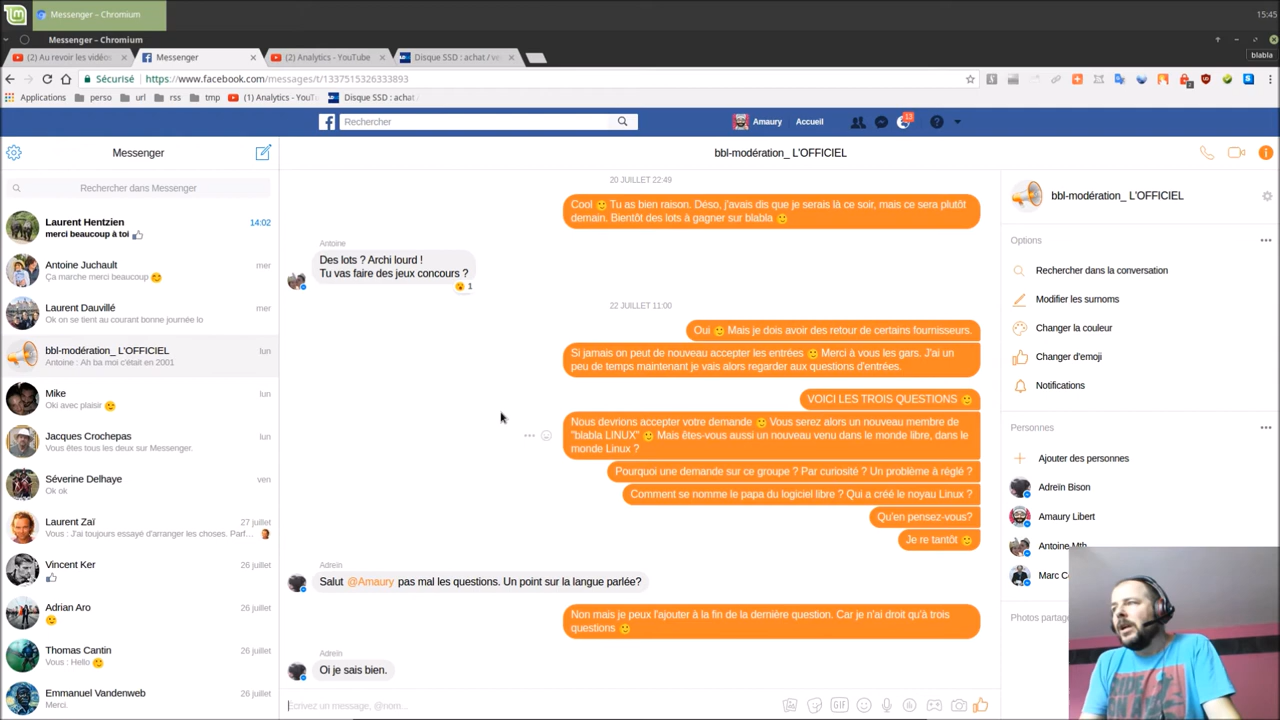 Messenger – Chromium
15:45
Messenger – Chromium
(2) Au revoir les vidéos
Messenger
(2) Analytics - YouTube
Disque SSD : achat / ve
blabla
Sécurisé
https://www.facebook.com/messages/t/1337515326333893
Applications
perso
url
rss
tmp
(1) Analytics - YouT
Disque SSD : achat
Rechercher
Amaury
Accueil
13
Messenger
bbl-modération_ L'OFFICIEL
Rechercher dans Messenger
Laurent Hentzien
14:02
merci beaucoup à toi
Antoine Juchault
mer
Ça marche merci beaucoup
Laurent Dauvillé
mer
Ok on se tient au courant bonne journée lo
bbl-modération_ L'OFFICIEL
lun
Antoine : Ah ba moi c'était en 2001
Mike
lun
Oki avec plaisir
Jacques Crochepas
lun
Vous êtes tous les deux sur Messenger.
Séverine Delhaye
ven
Ok ok
Laurent Zaï
27 juillet
Vous : J'ai toujours essayé d'arranger les choses. Parf...
Vincent Ker
26 juillet
Adrian Aro
26 juillet
Thomas Cantin
26 juillet
Vous : Hello
Emmanuel Vandenweb
26 juillet
Merci.
20 JUILLET 22:49
Cool Tu as bien raison. Déso, j'avais dis que je serais là ce soir, mais ce sera plutôt
demain. Bientôt des lots à gagner sur blabla
Antoine
Des lots ? Archi lourd !
Tu vas faire des jeux concours ?
1
22 JUILLET 11:00
Oui Mais je dois avoir des retour de certains fournisseurs.
Si jamais on peut de nouveau accepter les entrées Merci à vous les gars. J'ai un
peu de temps maintenant je vais alors regarder aux questions d'entrées.
VOICI LES TROIS QUESTIONS
Nous devrions accepter votre demande Vous serez alors un nouveau membre de
"blabla LINUX" Mais êtes-vous aussi un nouveau venu dans le monde libre, dans le
monde Linux ?
Pourquoi une demande sur ce groupe ? Par curiosité ? Un problème à réglé ?
Comment se nomme le papa du logiciel libre ? Qui a créé le noyau Linux ?
Qu'en pensez-vous?
Je re tantôt
Adrein
Salut @Amaury pas mal les questions. Un point sur la langue parlée?
Non mais je peux l'ajouter à la fin de la dernière question. Car je n'ai droit qu'à trois
questions
Adrein
Oi je sais bien.
Écrivez un message, @nom...
GIF
bbl-modération_ L'OFFICIEL
Options
Rechercher dans la conversation
Modifier les surnoms
Changer la couleur
Changer d'emoji
Notifications
Personnes
Ajouter des personnes
Adreïn Bison
Amaury Libert
Antoine Mth
Marc C
Photos partag